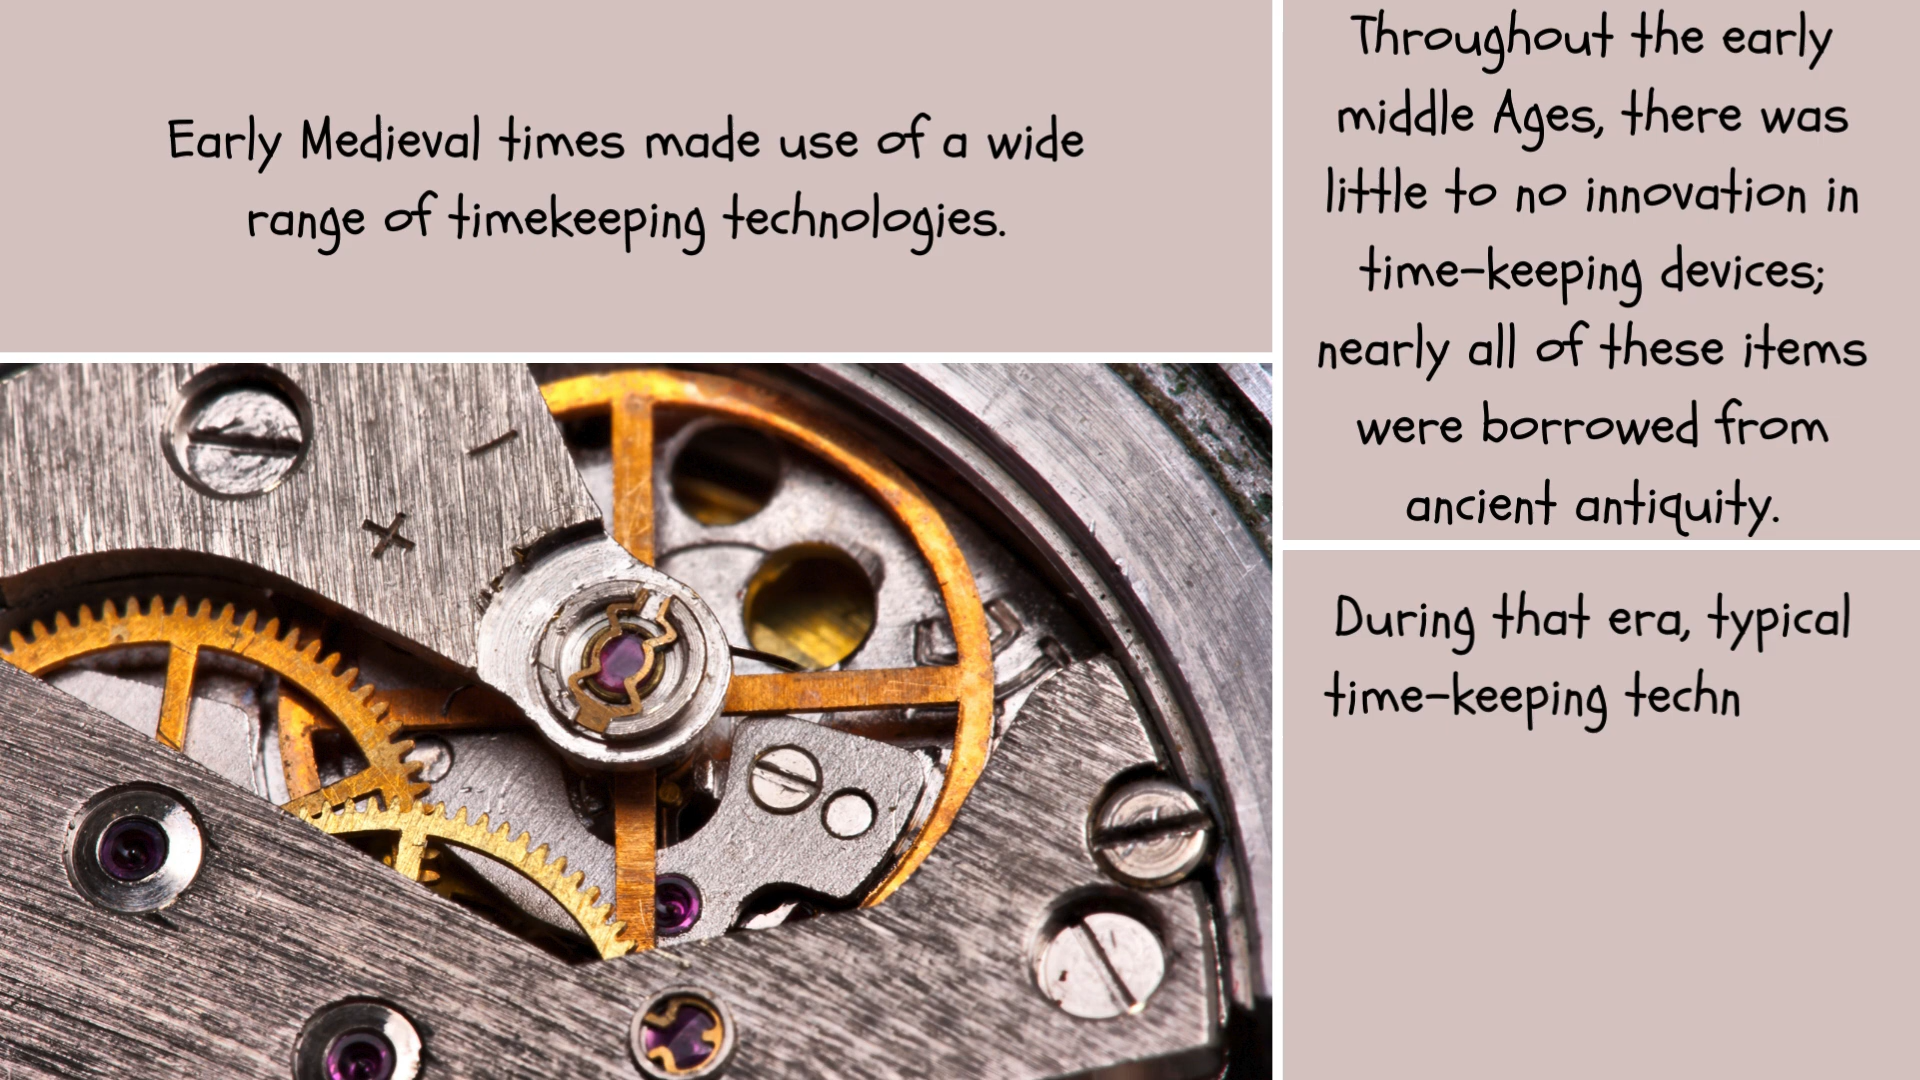 Early Medieval times made use of a wide
range of timekeeping technologies.
Throughout the early
middle Ages, there was
little to no innovation in
time-keeping devices;
nearly all of these items
were borrowed from
ancient antiquity.
During that era, typical
time-keeping techn